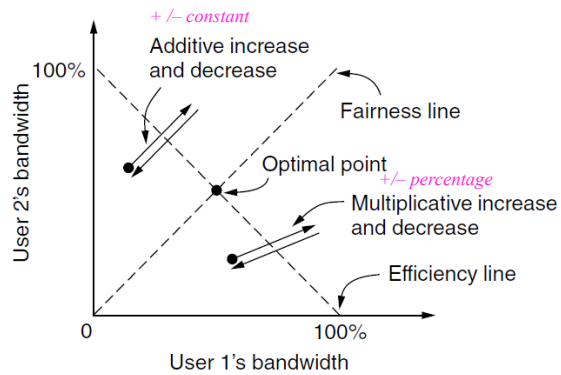 + /– constant
Additive increase
and decrease
100%
Fairness line
Optimal point
+/– percentage
Multiplicative increase
and decrease
Efficiency line
User 2's bandwidth
0
100%
User 1's bandwidth